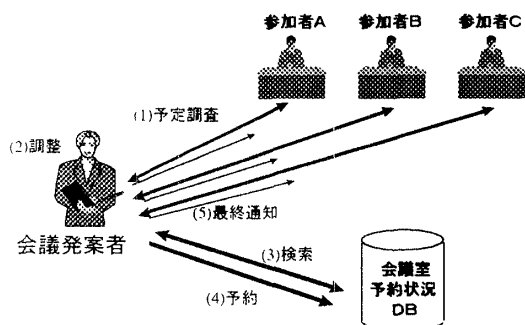 参加者A 参加者B 参加者C
(1)予定調査
(2)調整
(5)最終通知
会議発案者
(3)検索
(4)予約
会議室
予約状況
DB